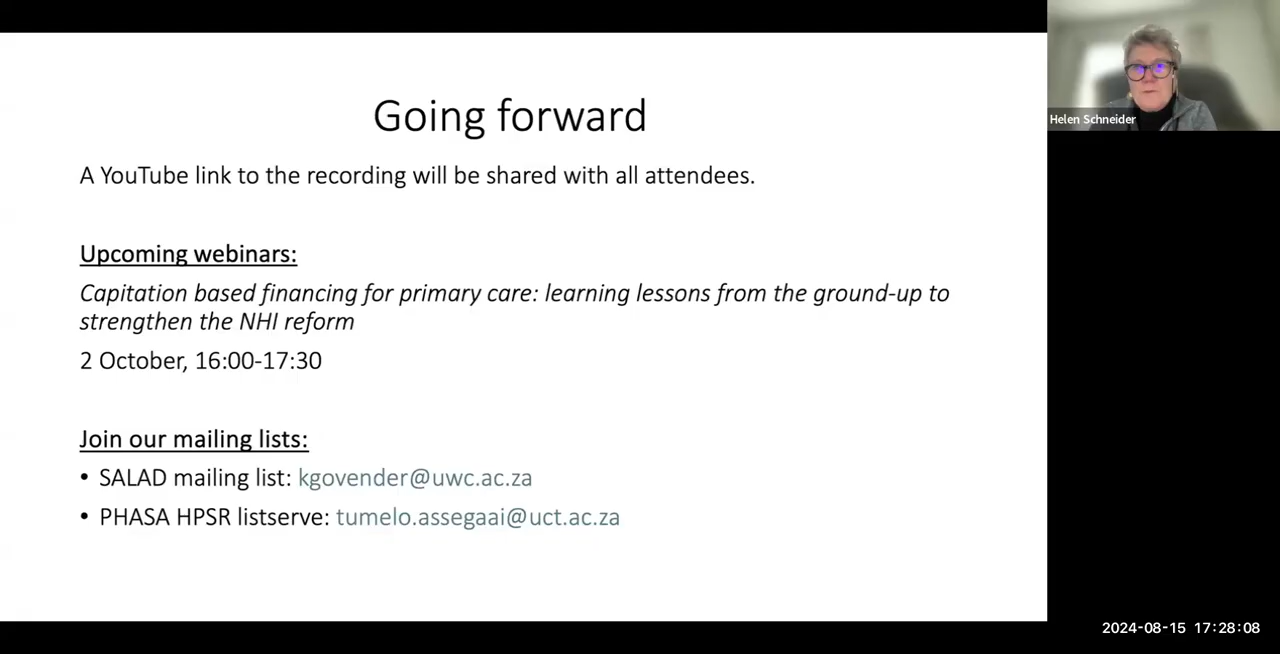 Going forward
A YouTube link to the recording will be shared with all attendees.
Upcoming webinars:
Capitation based financing for primary care: learning lessons from the ground-up to
strengthen the NHI reform
2 October, 16:00-17:30
Join our mailing lists:
• SALAD mailing list: kgovender@uwc.ac.za
• PHASA HPSR listserve: tumelo.assegaai@uct.ac.za
Helen Schneider
2024-08-15 17:28:08